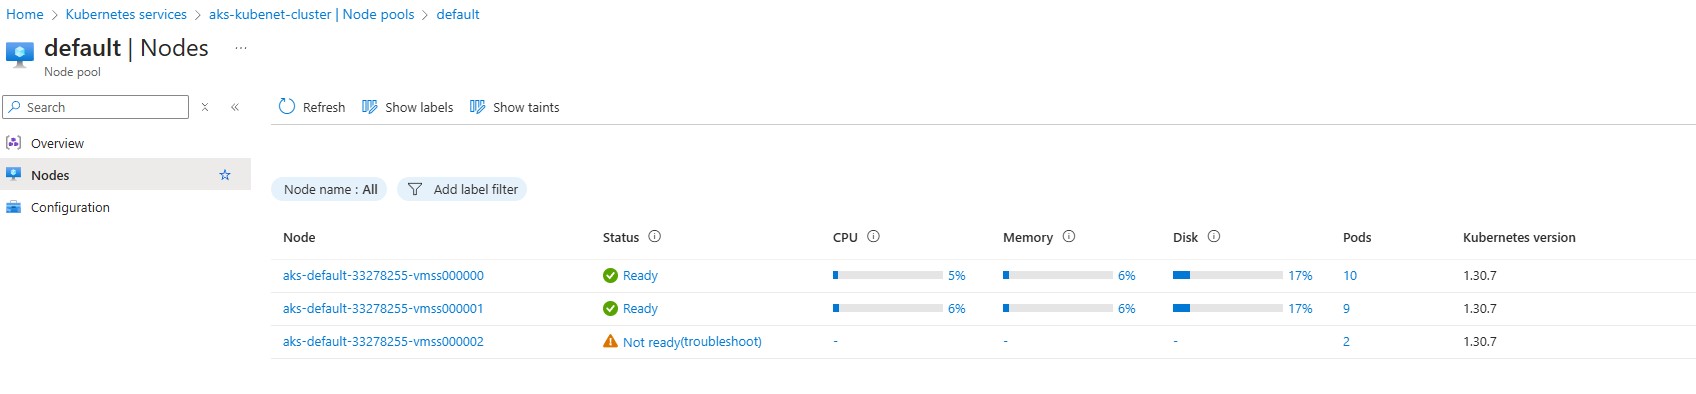 Home > Kubernetes services > aks-kubenet-cluster | Node pools > default
default | Nodes ...
Node pool
Search
Refresh Show labels Show taints
Overview
Nodes
Configuration
Node name : All Add label filter
Node Status CPU Memory Disk Pods Kubernetes version
aks-default-33278255-vmss000000 Ready 5% 6% 17% 10 1.30.7
aks-default-33278255-vmss000001 Ready 6% 6% 17% 9 1.30.7
aks-default-33278255-vmss000002 Not ready(troubleshoot) - - - 2 1.30.7